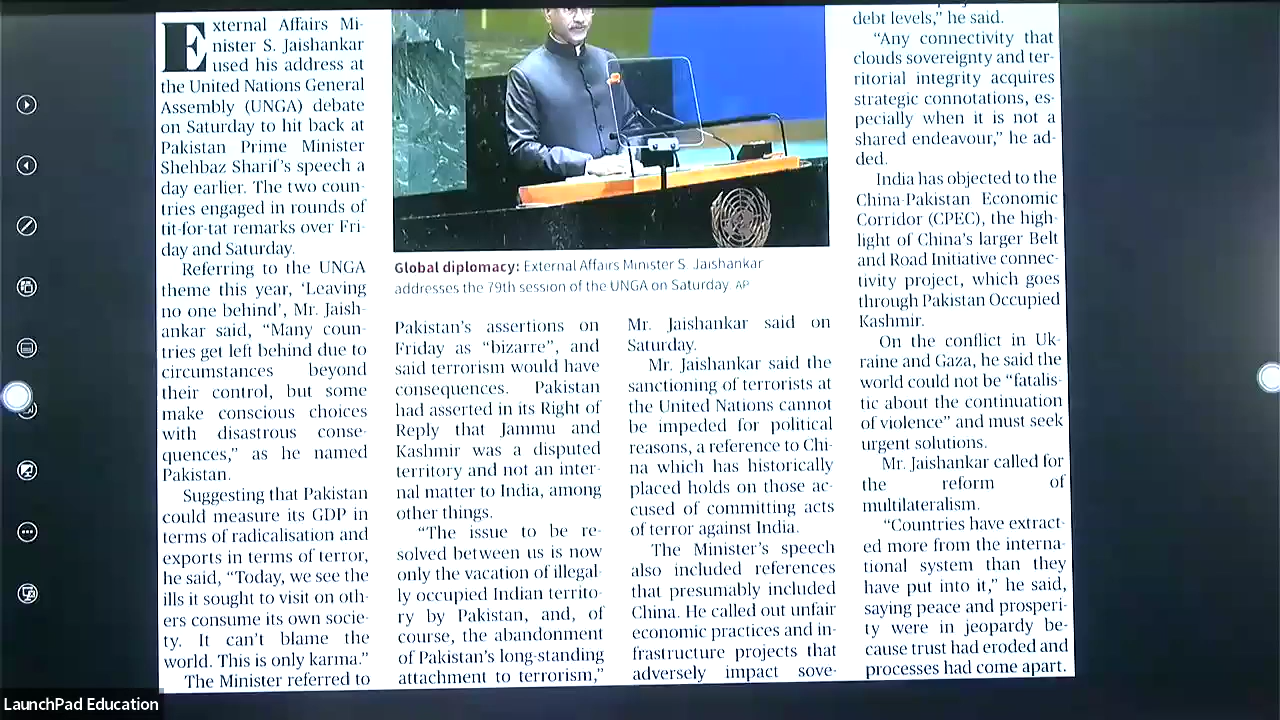 External Affairs Mi-
nister S. Jaishankar
used his address at
the United Nations General
Assembly (UNGA) debate
on Saturday to hit back at
Pakistan Prime Minister
Shehbaz Sharif's speech a
day earlier. The two coun-
tries engaged in rounds of
tit-for-tat remarks over Fri-
day and Saturday.
Referring to the UNGA
theme this year, ‘Leaving
no one behind’, Mr. Jaish-
ankar said, “Many coun-
tries get left behind due to
circumstances beyond
their control, but some
make conscious choices
with disastrous conse-
quences,” as he named
Pakistan.
Suggesting that Pakistan
could measure its GDP in
terms of radicalisation and
exports in terms of terror,
he said, “Today, we see the
ills it sought to visit on oth-
ers consume its own socie-
ty. It can’t blame the
world. This is only karma.”
The Minister referred to
Global diplomacy: External Affairs Minister S. Jaishankar
addresses the 79th session of the UNGA on Saturday. AP
Pakistan’s assertions on
Friday as “bizarre”, and
said terrorism would have
consequences. Pakistan
had asserted in its Right of
Reply that Jammu and
Kashmir was a disputed
territory and not an inter-
nal matter to India, among
other things.
“The issue to be re-
solved between us is now
only the vacation of illegal-
ly occupied Indian territo-
ry by Pakistan, and, of
course, the abandonment
of Pakistan’s long-standing
attachment to terrorism,”
Mr. Jaishankar said on
Saturday.
Mr. Jaishankar said the
sanctioning of terrorists at
the United Nations cannot
be impeded for political
reasons, a reference to Chi-
na which has historically
placed holds on those ac-
cused of committing acts
of terror against India.
The Minister’s speech
also included references
that presumably included
China. He called out unfair
economic practices and in-
frastructure projects that
adversely impact sove-
debt levels,” he said.
“Any connectivity that
clouds sovereignty and ter-
ritorial integrity acquires
strategic connotations, es-
pecially when it is not a
shared endeavour,” he ad-
ded.
India has objected to the
China-Pakistan Economic
Corridor (CPEC), the high-
light of China’s larger Belt
and Road Initiative connec-
tivity project, which goes
through Pakistan Occupied
Kashmir.
On the conflict in Uk-
raine and Gaza, he said the
world could not be “fatalis-
tic about the continuation
of violence” and must seek
urgent solutions.
Mr. Jaishankar called for
the reform of
multilateralism.
“Countries have extract-
ed more from the interna-
tional system than they
have put into it,” he said,
saying peace and prosperi-
ty were in jeopardy be-
cause trust had eroded and
processes had come apart.
LaunchPad Education